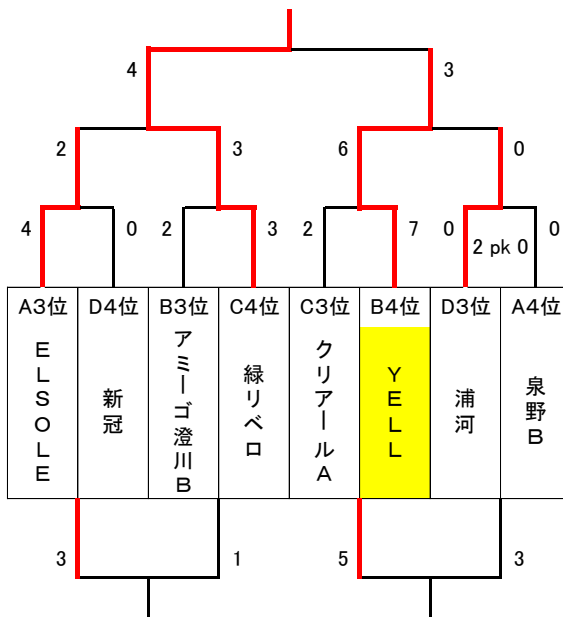 4 3
2 3 6 0
4 0 2 3 2 7 0 0
2 pk 0
A3位 D4位 B3位 C4位 C3位 B4位 D3位 A4位
ELSOLE
新冠
アミーゴ澄川B
緑リベロ
クリアールA
YELL
浦河
泉野B
3 1 5 3